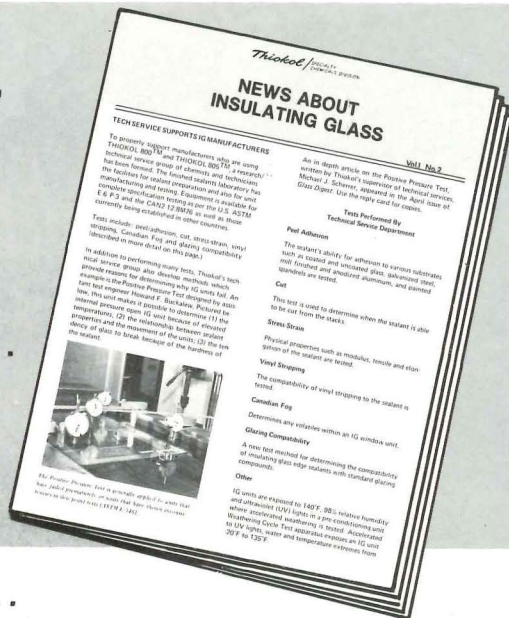 Thiokol / SPECIALTY
CHEMICALS DIVISION
NEWS ABOUT
INSULATING GLASS
Vol.1 No.2
TECH SERVICE SUPPORTS IG MANUFACTURERS
To properly support manufacturers who are using
THIOKOL 800™ and THIOKOL 805™, a research/
technical service group of chemists and technicians
has been formed. The finished sealants laboratory has
the facilities for sealant preparation and also for unit
manufacturing and testing. Equipment is available for
complete specification testing as per the U.S. ASTM
E 6 P 3 and the CAN2 12.8M76 as well as those
currently being established in other countries.
Tests include: peel/adhesion, cut, stress-strain, vinyl
stripping, Canadian Fog and glazing compatibility
(described in more detail on this page.)
In addition to performing many tests, Thiokol's tech
nical service group also develop methods which
provide reasons for determining why IG units fail. An
example is the Positive Pressure Test designed by assis
tant test engineer Howard F. Buckalew. Pictured be
low, this unit makes it possible to determine (1) the
internal pressure open IG unit because of elevated
temperatures; (2) the relationship between sealant
properties and the movement of the units; (3) the ten
dency of glass to break because of the hardness of
the sealant.
The Positive Pressure Test is generally applied to units that
have failed prematurely, or units that have shown excessive
An in depth article on the Positive Pressure Test,
written by Thiokol's supervisor of technical services,
Michael J. Scherrer, appeared in the April issue of
Glass Digest. Use the reply card for copies.
Tests Performed By
Technical Service Department
Peel Adhesion
The sealant's ability for adhesion to various substrates
such as coated and uncoated glass, galvanized steel,
mill finished and anodized aluminum, and painted
spandrels are tested.
Cut
This test is used to determine when the sealant is able
to be cut from the stacks.
Stress Strain
Physical properties such as modulus, tensile and elon-
gation of the sealant are tested.
Vinyl Stripping
The compatibility of vinyl stripping to the sealant is
tested.
Canadian Fog
Determines any volatiles within an IG window unit.
Glazing Compatibility
A new test method for determining the compatibility
of insulating glass edge sealants with standard glazing
compounds.
Other
IG units are exposed to 140°F, 98% relative humidity
and ultraviolet (UV) lights in a pre-conditioning unit
where accelerated weathering is tested. Accelerated
Weathering Cycle Test apparatus exposes an IG unit
to UV lights, water and temperature extremes from
-20°F to 135°F.